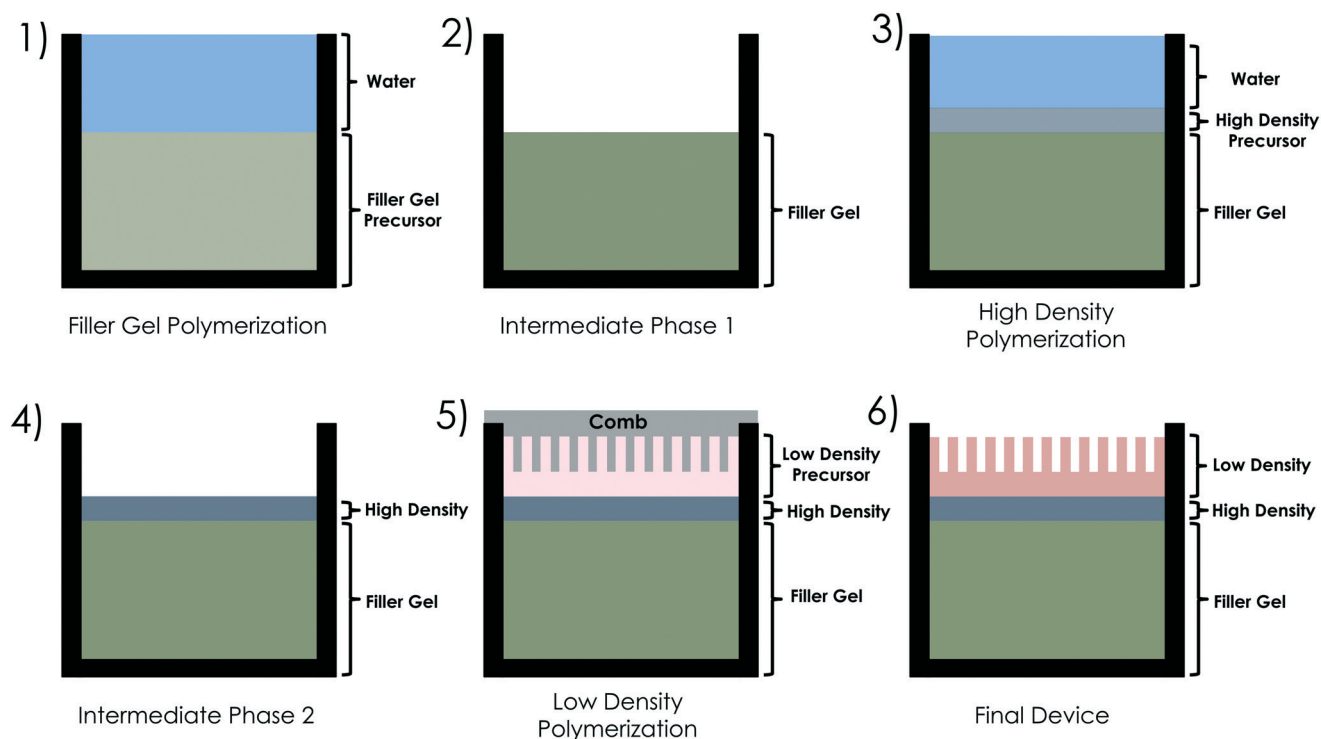 1)
Water
Filler Gel
Precursor
Filler Gel Polymerization
2)
Filler Gel
Intermediate Phase 1
3)
Water
High Density
Precursor
Filler Gel
High Density
Polymerization
4)
High Density
Filler Gel
Intermediate Phase 2
5)
Comb
Low Density
Precursor
High Density
Filler Gel
Low Density
Polymerization
6)
Low Density
High Density
Filler Gel
Final Device